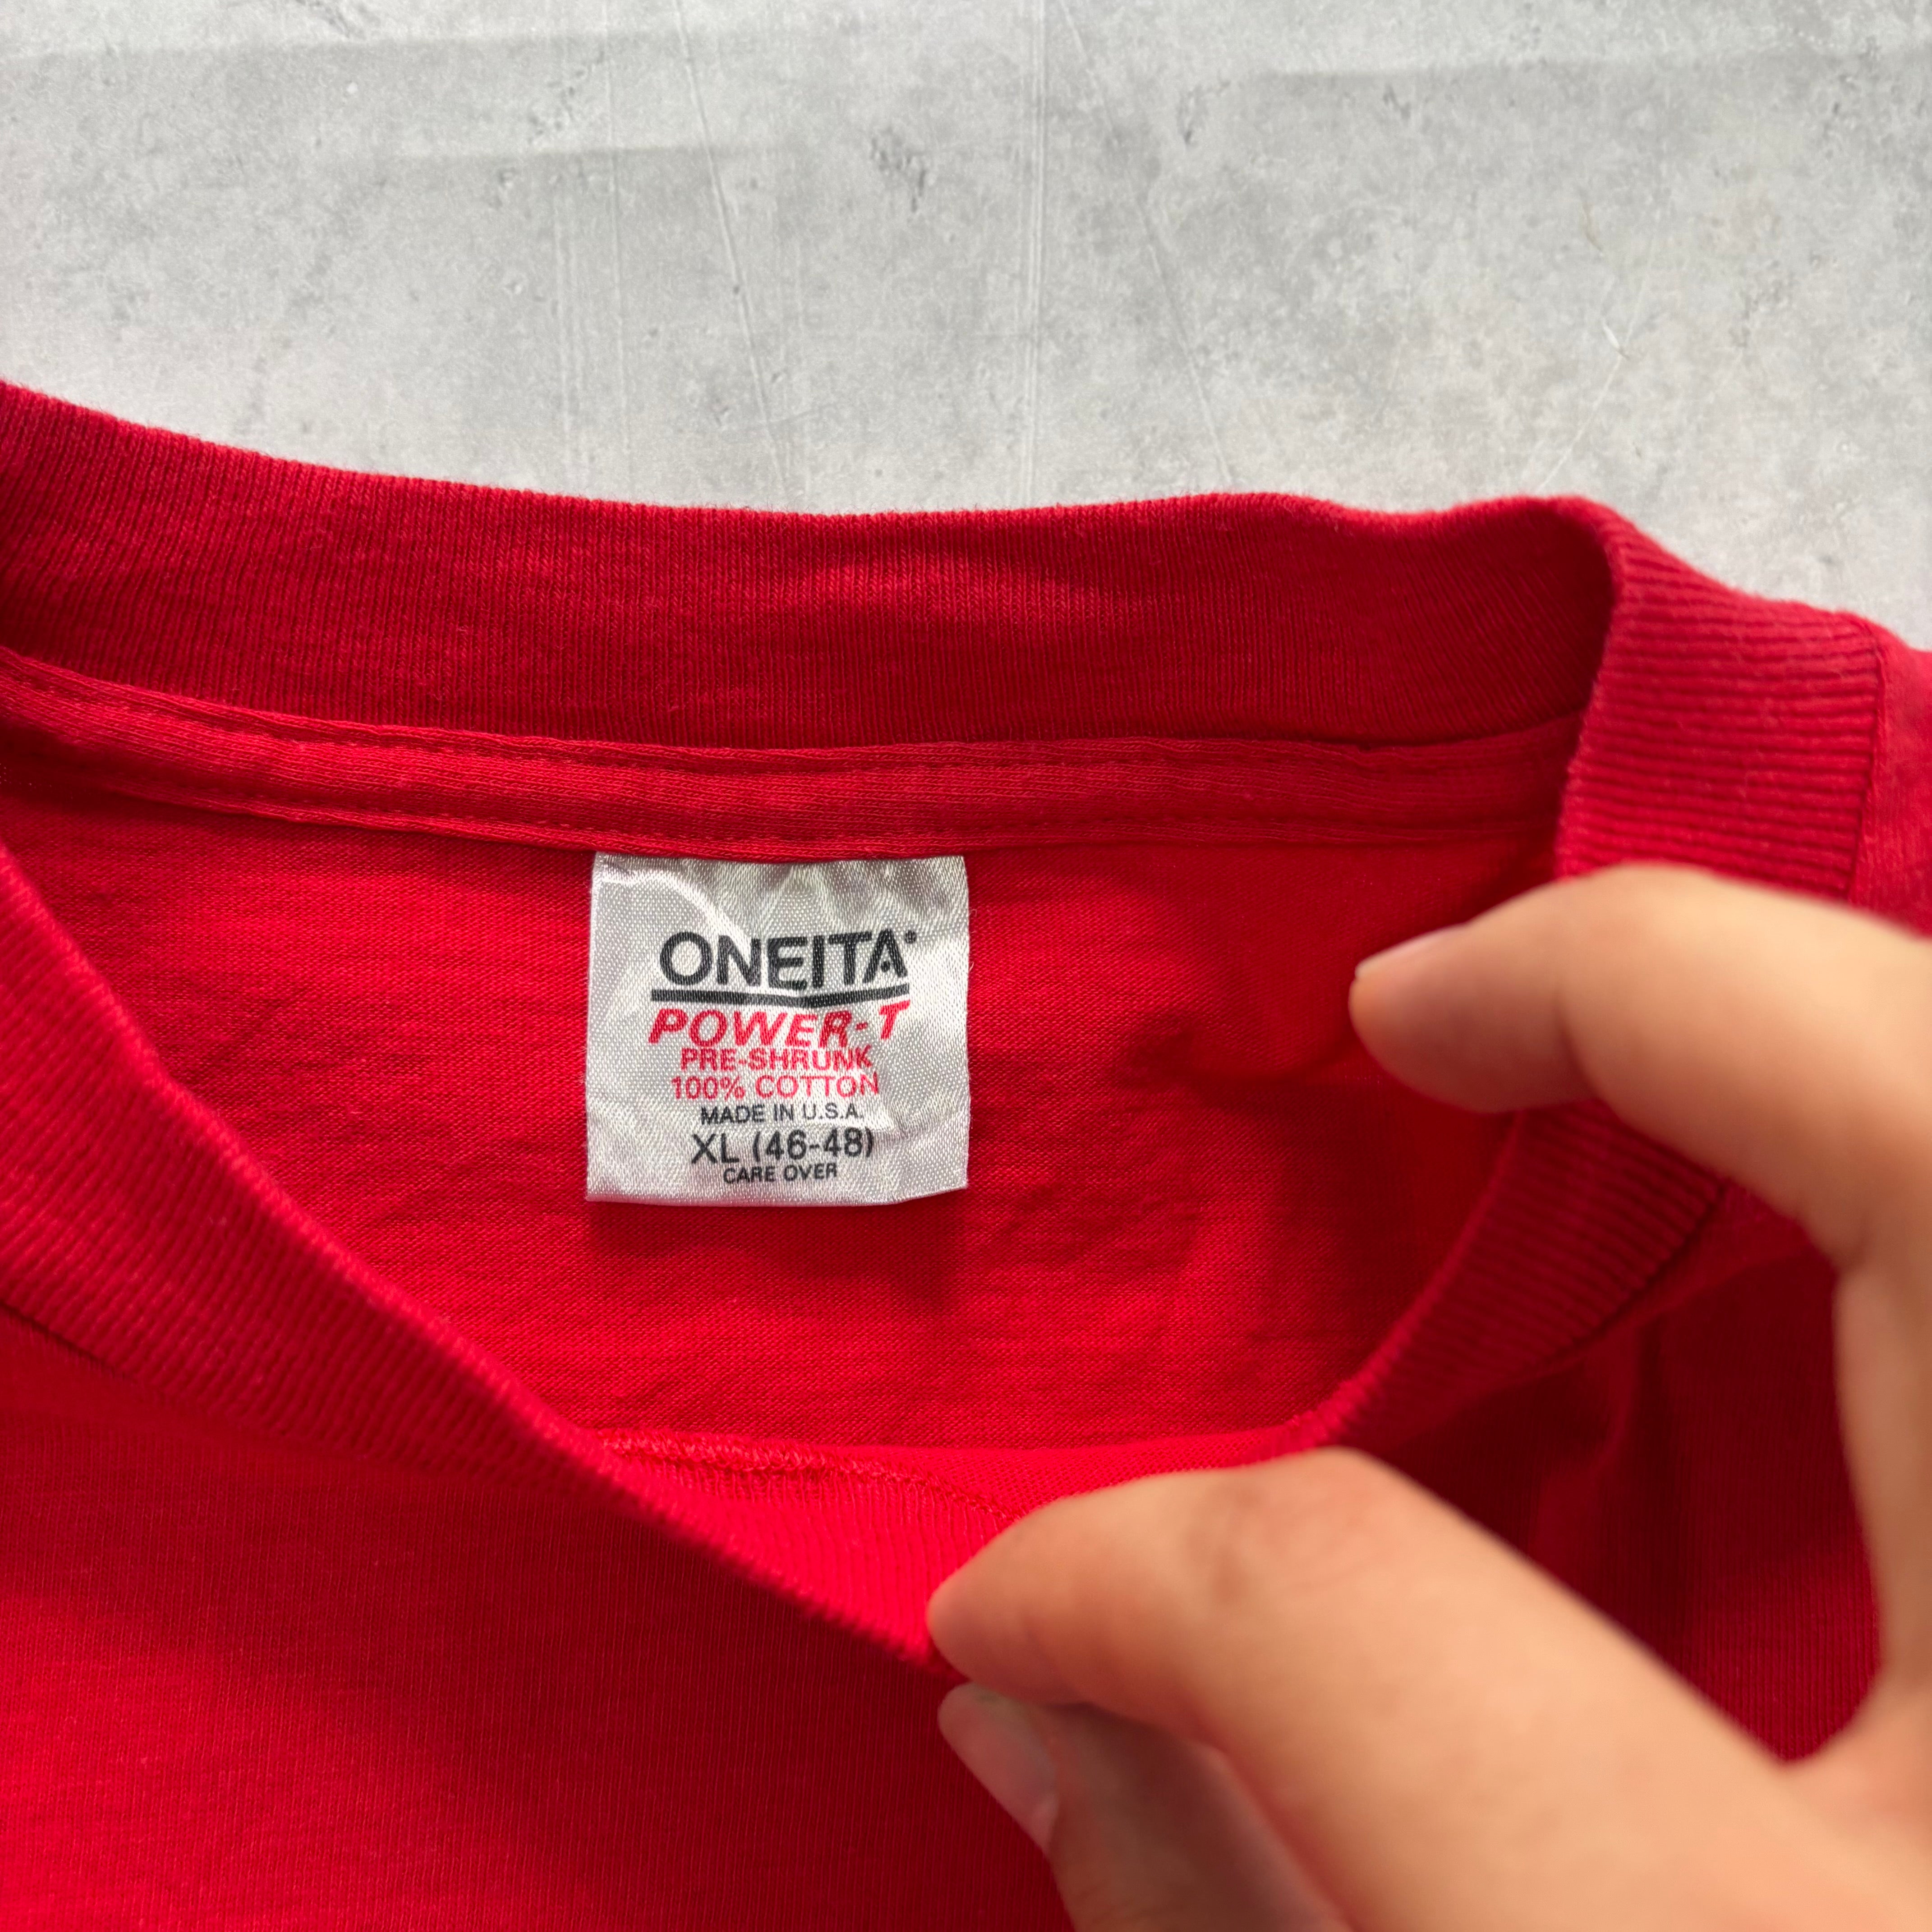 ONEITA®
POWER-T
PRE-SHRUNK
100% COTTON
MADE IN U.S.A.
XL (46-48)
CARE OVER